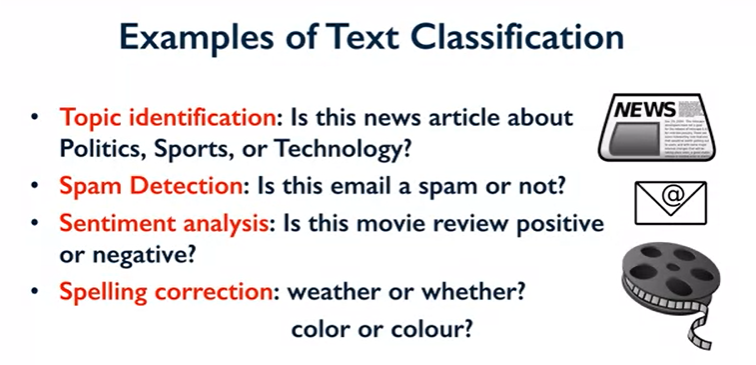 Examples of Text Classification
• Topic identification: Is this news article about
Politics, Sports, or Technology?
NEWS
• Spam Detection: Is this email a spam or not?
@
• Sentiment analysis: Is this movie review positive
or negative?
• Spelling correction: weather or whether?
color or colour?